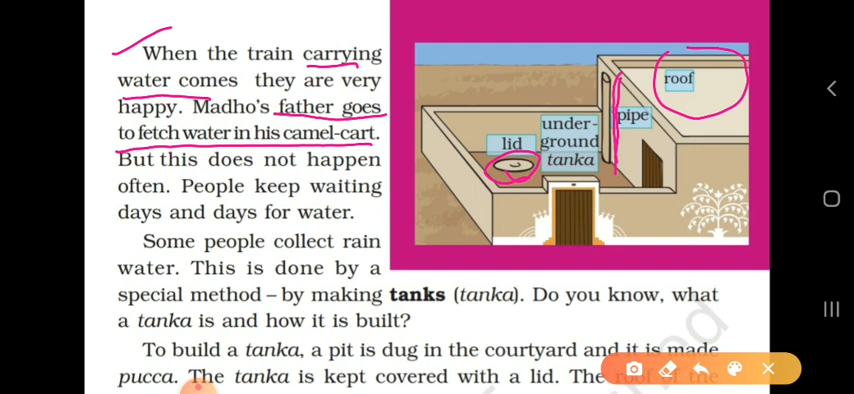 When the train carrying
water comes they are very
happy. Madho's father goes
to fetch water in his camel-cart.
But this does not happen
often. People keep waiting
days and days for water.
Some people collect rain
water. This is done by a
special method – by making tanks (tanka). Do you know, what
a tanka is and how it is built?
To build a tanka, a pit is dug in the courtyard and it is made
pucca. The tanka is kept covered with a lid. The roof of the
roof
pipe
under-
ground
tanka
lid